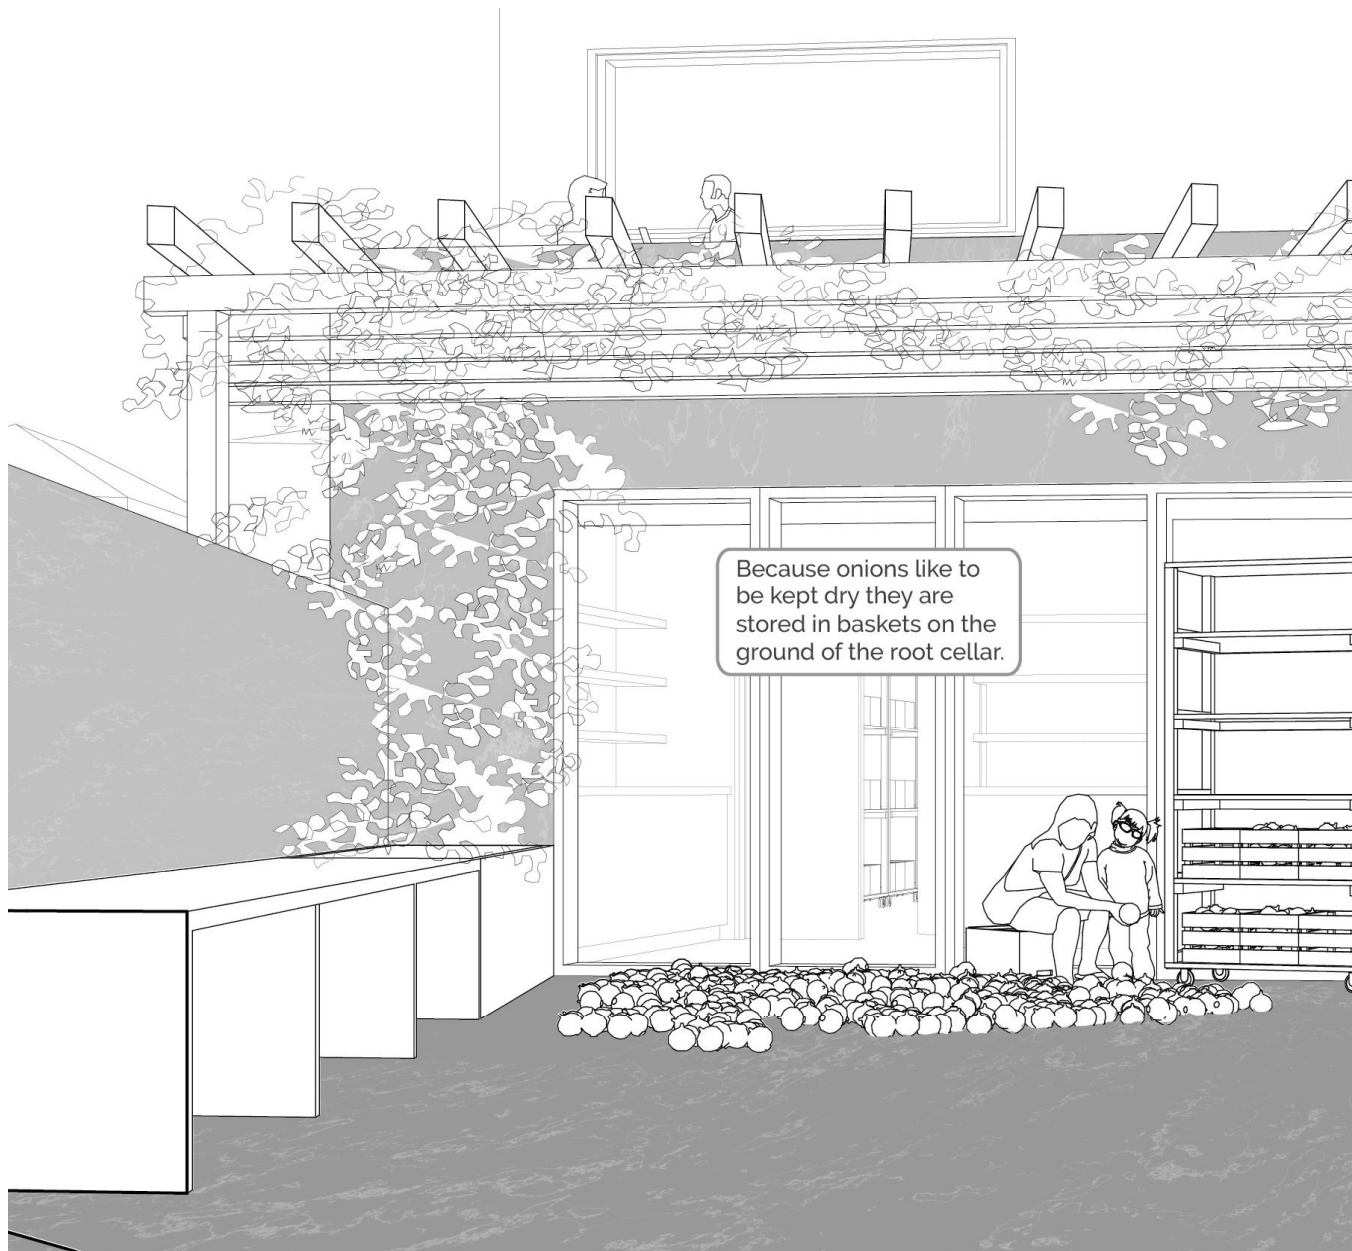 Because onions like to
be kept dry they are
stored in baskets on the
ground of the root cellar.